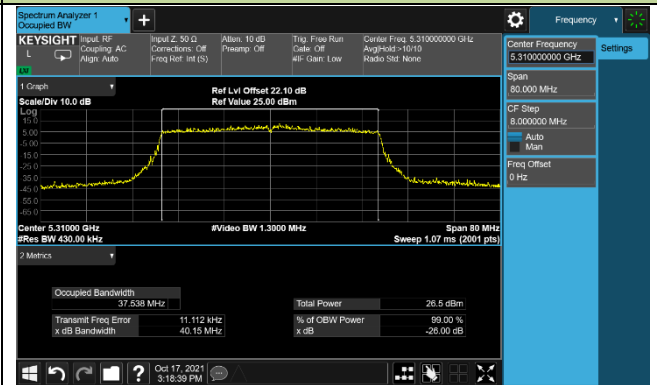 Spectrum Analyzer 1
Occupied BW
+
Frequency
KEYSIGHT
L
Input: RF
Coupling: AC
Align: Auto
Input Z: 50 Ω
Corrections: Off
Freq Ref: Int (S)
Atten: 10 dB
Preamp: Off
Trig: Free Run
Gate: Off
#IF Gain: Low
Center Freq: 5.310000000 GHz
Avg|Hold:>10/10
Radio Std: None
Center Frequency
5.310000000 GHz
Settings
Span
80.000 MHz
CF Step
8.000000 MHz
Auto
Man
Freq Offset
0 Hz
1 Graph
Scale/Div 10.0 dB
Ref Lvl Offset 22.10 dB
Ref Value 25.00 dBm
Log
15.0
5.00
-5.00
-15.0
-25.0
-35.0
-45.0
-55.0
-65.0
Center 5.31000 GHz
#Video BW 1.3000 MHz
Span 80 MHz
#Res BW 430.00 kHz
Sweep 1.07 ms (2001 pts)
2 Metrics
Occupied Bandwidth
37.538 MHz
Total Power 26.5 dBm
Transmit Freq Error 11.112 kHz
% of OBW Power 99.00 %
x dB Bandwidth 40.15 MHz
x dB -26.00 dB
?
Oct 17, 2021
3:18:39 PM